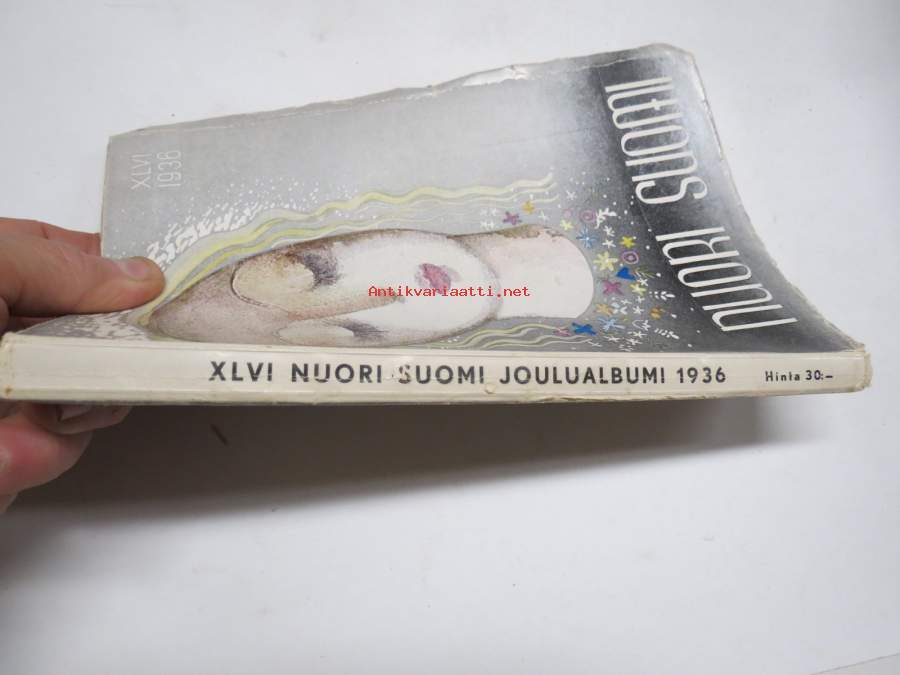 XLVI
1936
NUORI SUOMI
Antikvariaatti.net
XLVI NUORI SUOMI JOULUALBUMI 1936 Hinta 30:-